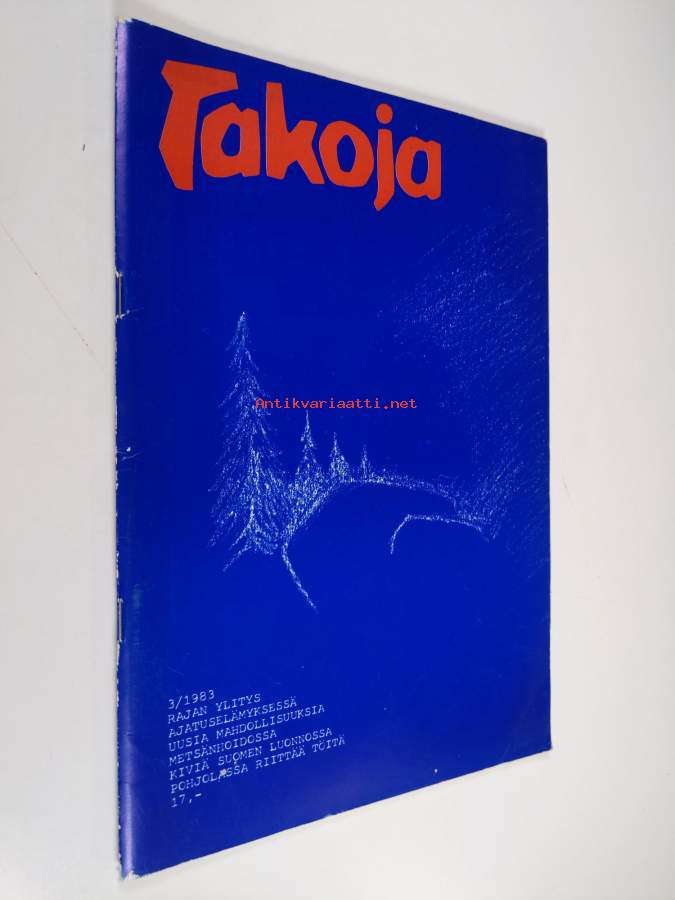 Takoja
Antikvariaatti.net
3/1983
RAJAN YLITYS
AJATUSELÄMYKSESSÄ
UUSIA MAHDOLLISUUKSIA
METSÄNHOIDOSSA
KIVIÄ SUOMEN LUONNOSSA
POHJOLASSA RIITTÄÄ TÖITÄ
17,-